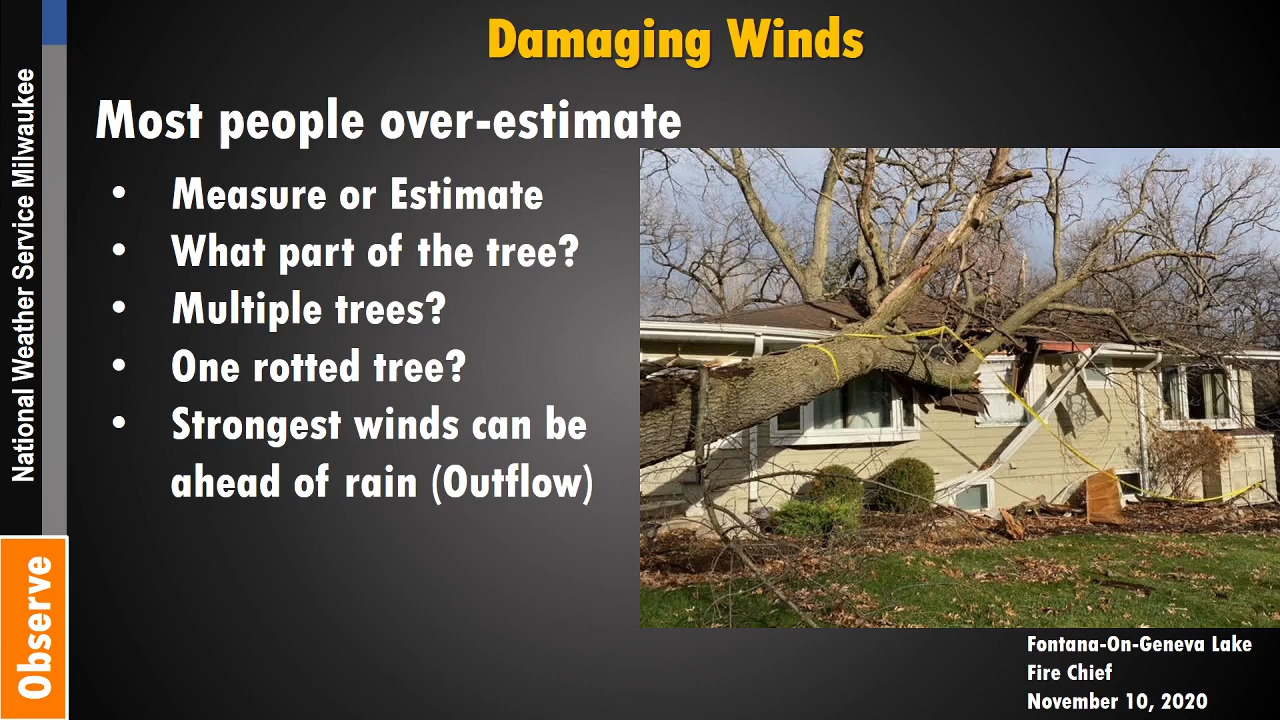 Damaging Winds
National Weather Service Milwaukee
Most people over-estimate
• Measure or Estimate
• What part of the tree?
• Multiple trees?
• One rotted tree?
• Strongest winds can be
ahead of rain (Outflow)
Observe
Fontana-On-Geneva Lake
Fire Chief
November 10, 2020